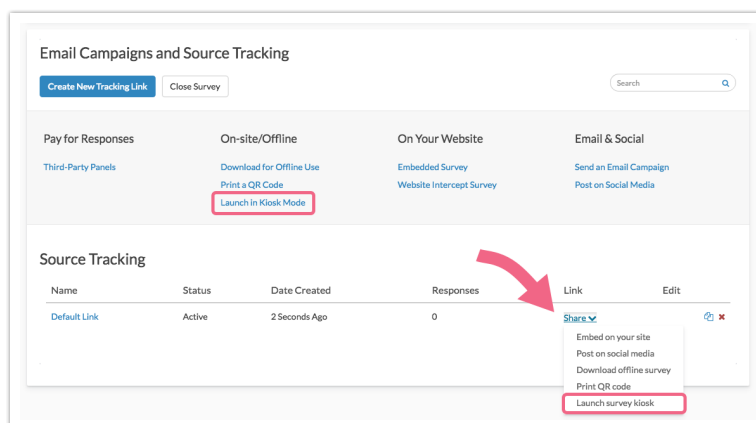 Email Campaigns and Source Tracking
Create New Tracking Link Close Survey Search
Pay for Responses On-site/Offline On Your Website Email & Social
Third-Party Panels Download for Offline Use Embedded Survey Send an Email Campaign
Print a QR Code Website Intercept Survey Post on Social Media
Launch in Kiosk Mode
Source Tracking
Name Status Date Created Responses Link Edit
Default Link Active 2 Seconds Ago 0 Share
Embed on your site
Post on social media
Download offline survey
Print QR code
Launch survey kiosk